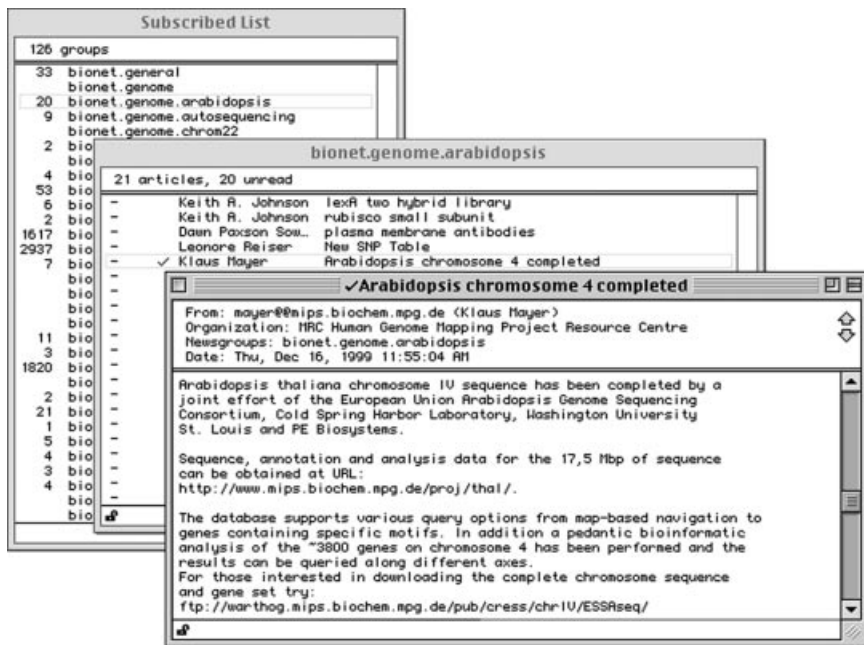 Subscribed List
126 groups
33 bionet.general
bionet.genome
20 bionet.genome.arabidopsis
9 bionet.genome.autosequencing
bionet.genome.chrom22
2 bio
bio
4 bio
53 bio
6 bio
2 bio
1617 bio
2937 bio
7 bio
bio
bio
bio
bio
11 bio
3 bio
1820 bio
bio
2 bio
21 bio
1 bio
5 bio
4 bio
3 bio
4 bio
bio
bio
bionet.genome.arabidopsis
21 articles, 20 unread
- Keith A. Johnson lexA two hybrid library
- Keith A. Johnson rubisco small subunit
- Dawn Paxson Sow… plasma membrane antibodies
- Leonore Reiser New SNP Table
- ✓ Klaus Mayer Arabidopsis chromosome 4 completed
✓Arabidopsis chromosome 4 completed
From: mayer@@mips.biochem.mpg.de (Klaus Mayer)
Organization: MRC Human Genome Mapping Project Resource Centre
Newsgroups: bionet.genome.arabidopsis
Date: Thu, Dec 16, 1999 11:55:04 AM
Arabidopsis thaliana chromosome IV sequence has been completed by a
joint effort of the European Union Arabidopsis Genome Sequencing
Consortium, Cold Spring Harbor Laboratory, Washington University
St. Louis and PE Biosystems.
Sequence, annotation and analysis data for the 17,5 Mbp of sequence
can be obtained at URL:
http://www.mips.biochem.mpg.de/proj/thal/.
The database supports various query options from map-based navigation to
genes containing specific motifs. In addition a pedantic bioinformatic
analysis of the ~3800 genes on chromosome 4 has been performed and the
results can be queried along different axes.
For those interested in downloading the complete chromosome sequence
and gene set try:
ftp://warthog.mips.biochem.mpg.de/pub/cress/chrIV/ESSAseq/